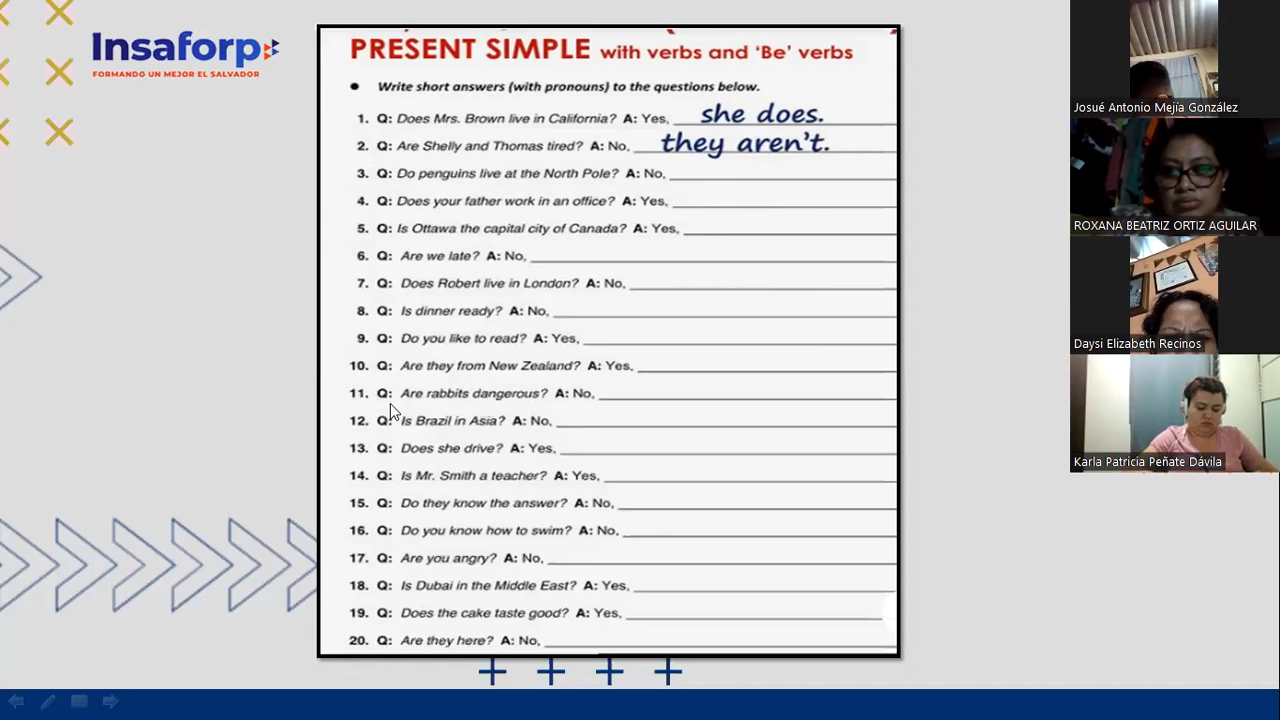 Insaforp
FORMANDO UN MEJOR EL SALVADOR
PRESENT SIMPLE with verbs and ‘Be’ verbs
● Write short answers (with pronouns) to the questions below.
1. Q: Does Mrs. Brown live in California? A: Yes, she does.
2. Q: Are Shelly and Thomas tired? A: No, they aren't.
3. Q: Do penguins live at the North Pole? A: No,
4. Q: Does your father work in an office? A: Yes,
5. Q: Is Ottawa the capital city of Canada? A: Yes,
6. Q: Are we late? A: No,
7. Q: Does Robert live in London? A: No,
8. Q: Is dinner ready? A: No,
9. Q: Do you like to read? A: Yes,
10. Q: Are they from New Zealand? A: Yes,
11. Q: Are rabbits dangerous? A: No,
12. Q: Is Brazil in Asia? A: No,
13. Q: Does she drive? A: Yes,
14. Q: Is Mr. Smith a teacher? A: Yes,
15. Q: Do they know the answer? A: No,
16. Q: Do you know how to swim? A: No,
17. Q: Are you angry? A: No,
18. Q: Is Dubai in the Middle East? A: Yes,
19. Q: Does the cake taste good? A: Yes,
20. Q: Are they here? A: No,
Josué Antonio Mejía González
ROXANA BEATRIZ ORTIZ AGUILAR
Daysi Elizabeth Recinos
Karla Patricia Peñate Dávila